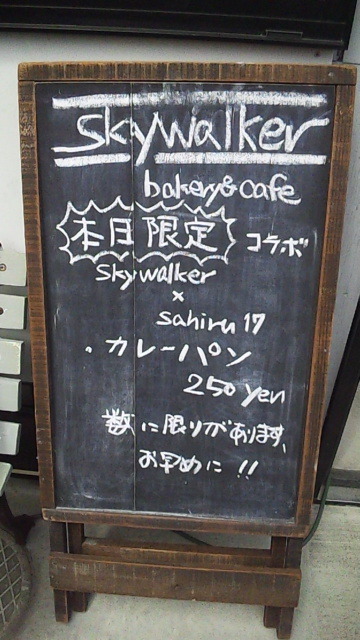 skywalker
bakery&cafe
本日限定 コラボ
skywalker
×
sahiru 17
・カレーパン
250 yen
数に限りがあります、
お早めに!!